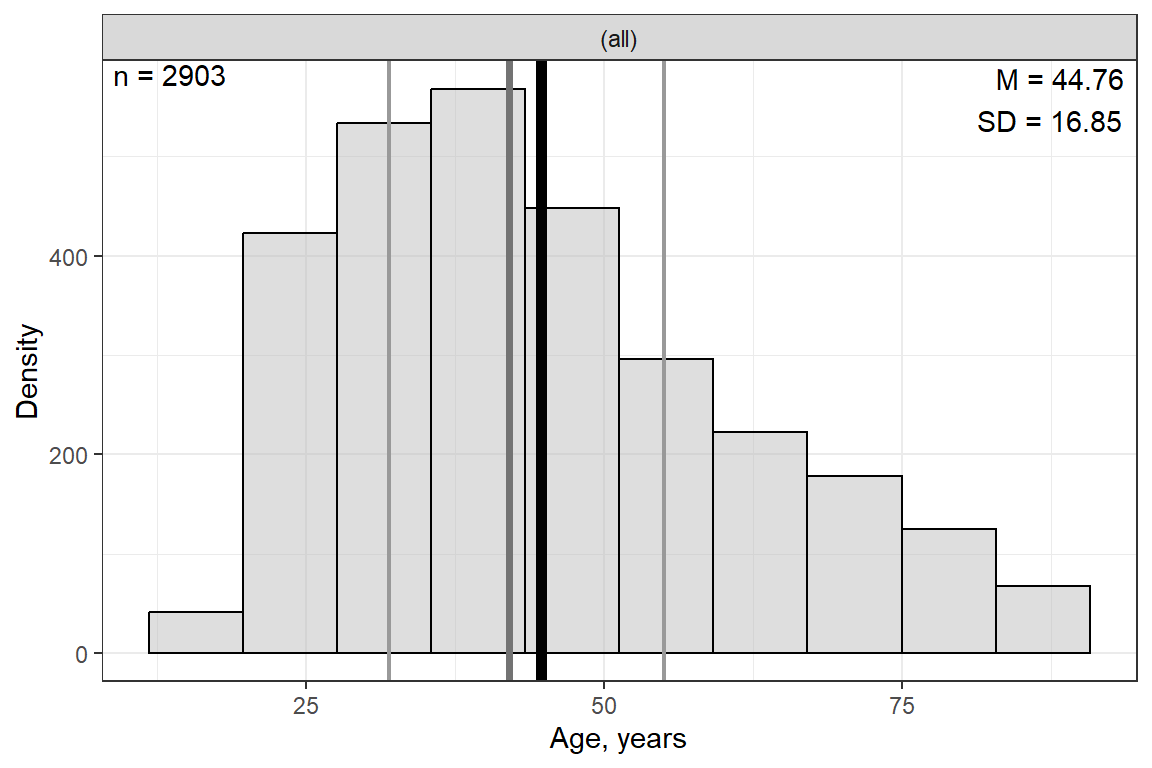 (all)
n = 2903
M = 44.76
SD = 16.85
Density
400
200
0
25 50 75
Age, years